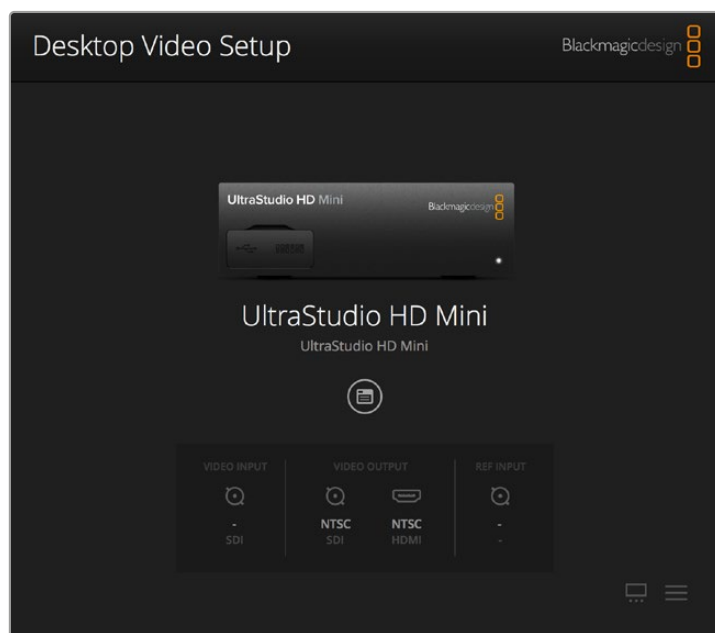 Desktop Video Setup
Blackmagicdesign
UltraStudio HD Mini
Blackmagicdesign
UltraStudio HD Mini
UltraStudio HD Mini
VIDEO INPUT VIDEO OUTPUT REF INPUT
- NTSC NTSC -
SDI SDI HDMI -